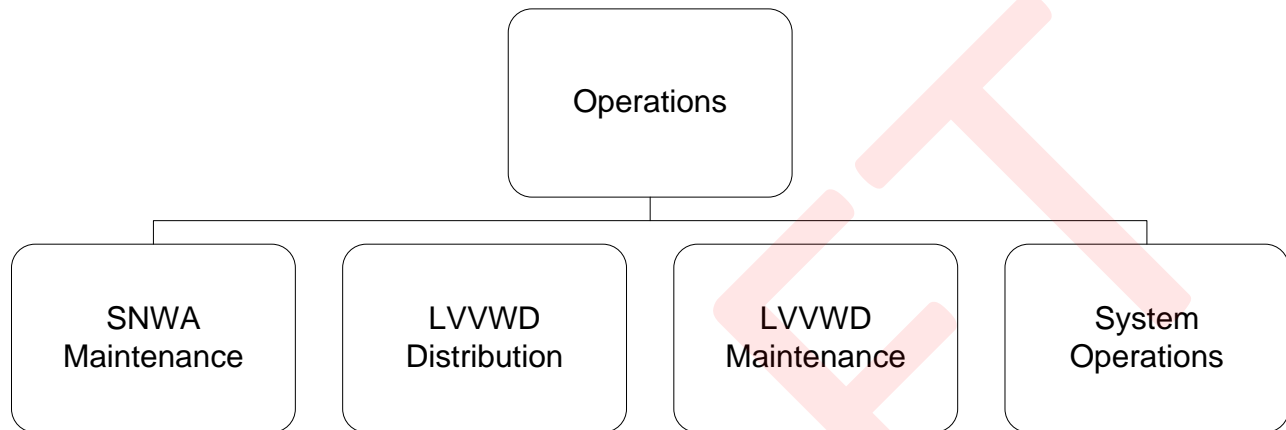 Operations
SNWA
Maintenance
LVVWD
Distribution
LVVWD
Maintenance
System
Operations